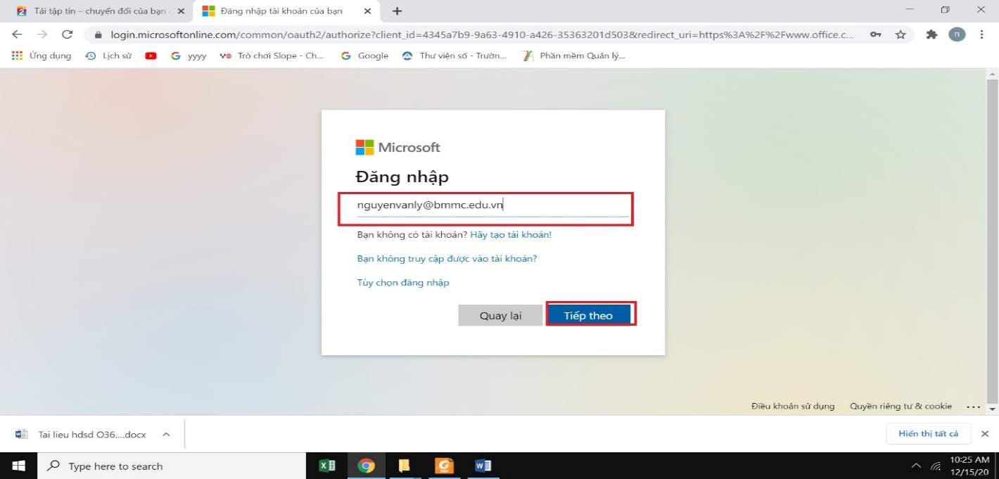 Tải tập tin – chuyển đổi của bạn
Đăng nhập tài khoản của bạn
login.microsoftonline.com/common/oauth2/authorize?client_id=4345a7b9-9a63-4910-a426-35363201d503&redirect_uri=https%3A%2F%2Fwww.office.c...
n
Ứng dụng
Lịch sử
yyyy
Trò chơi Slope - Ch...
Google
Thư viện số - Trườn...
Phần mềm Quản lý...
Microsoft
Đăng nhập
nguyenvanly@bmmc.edu.vn
Bạn không có tài khoản? Hãy tạo tài khoản!
Bạn không truy cập được vào tài khoản?
Tùy chọn đăng nhập
Quay lại
Tiếp theo
Điều khoản sử dụng
Quyền riêng tư & cookie
Tai lieu hdsd O36....docx
Hiển thị tất cả
Type here to search
10:25 AM
12/15/20